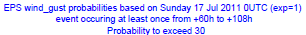 EPS wind_gust probabilities based on Sunday 17 Jul 2011 0UTC (exp=1)
event occuring at least once from +60h to +108h
Probability to exceed 30